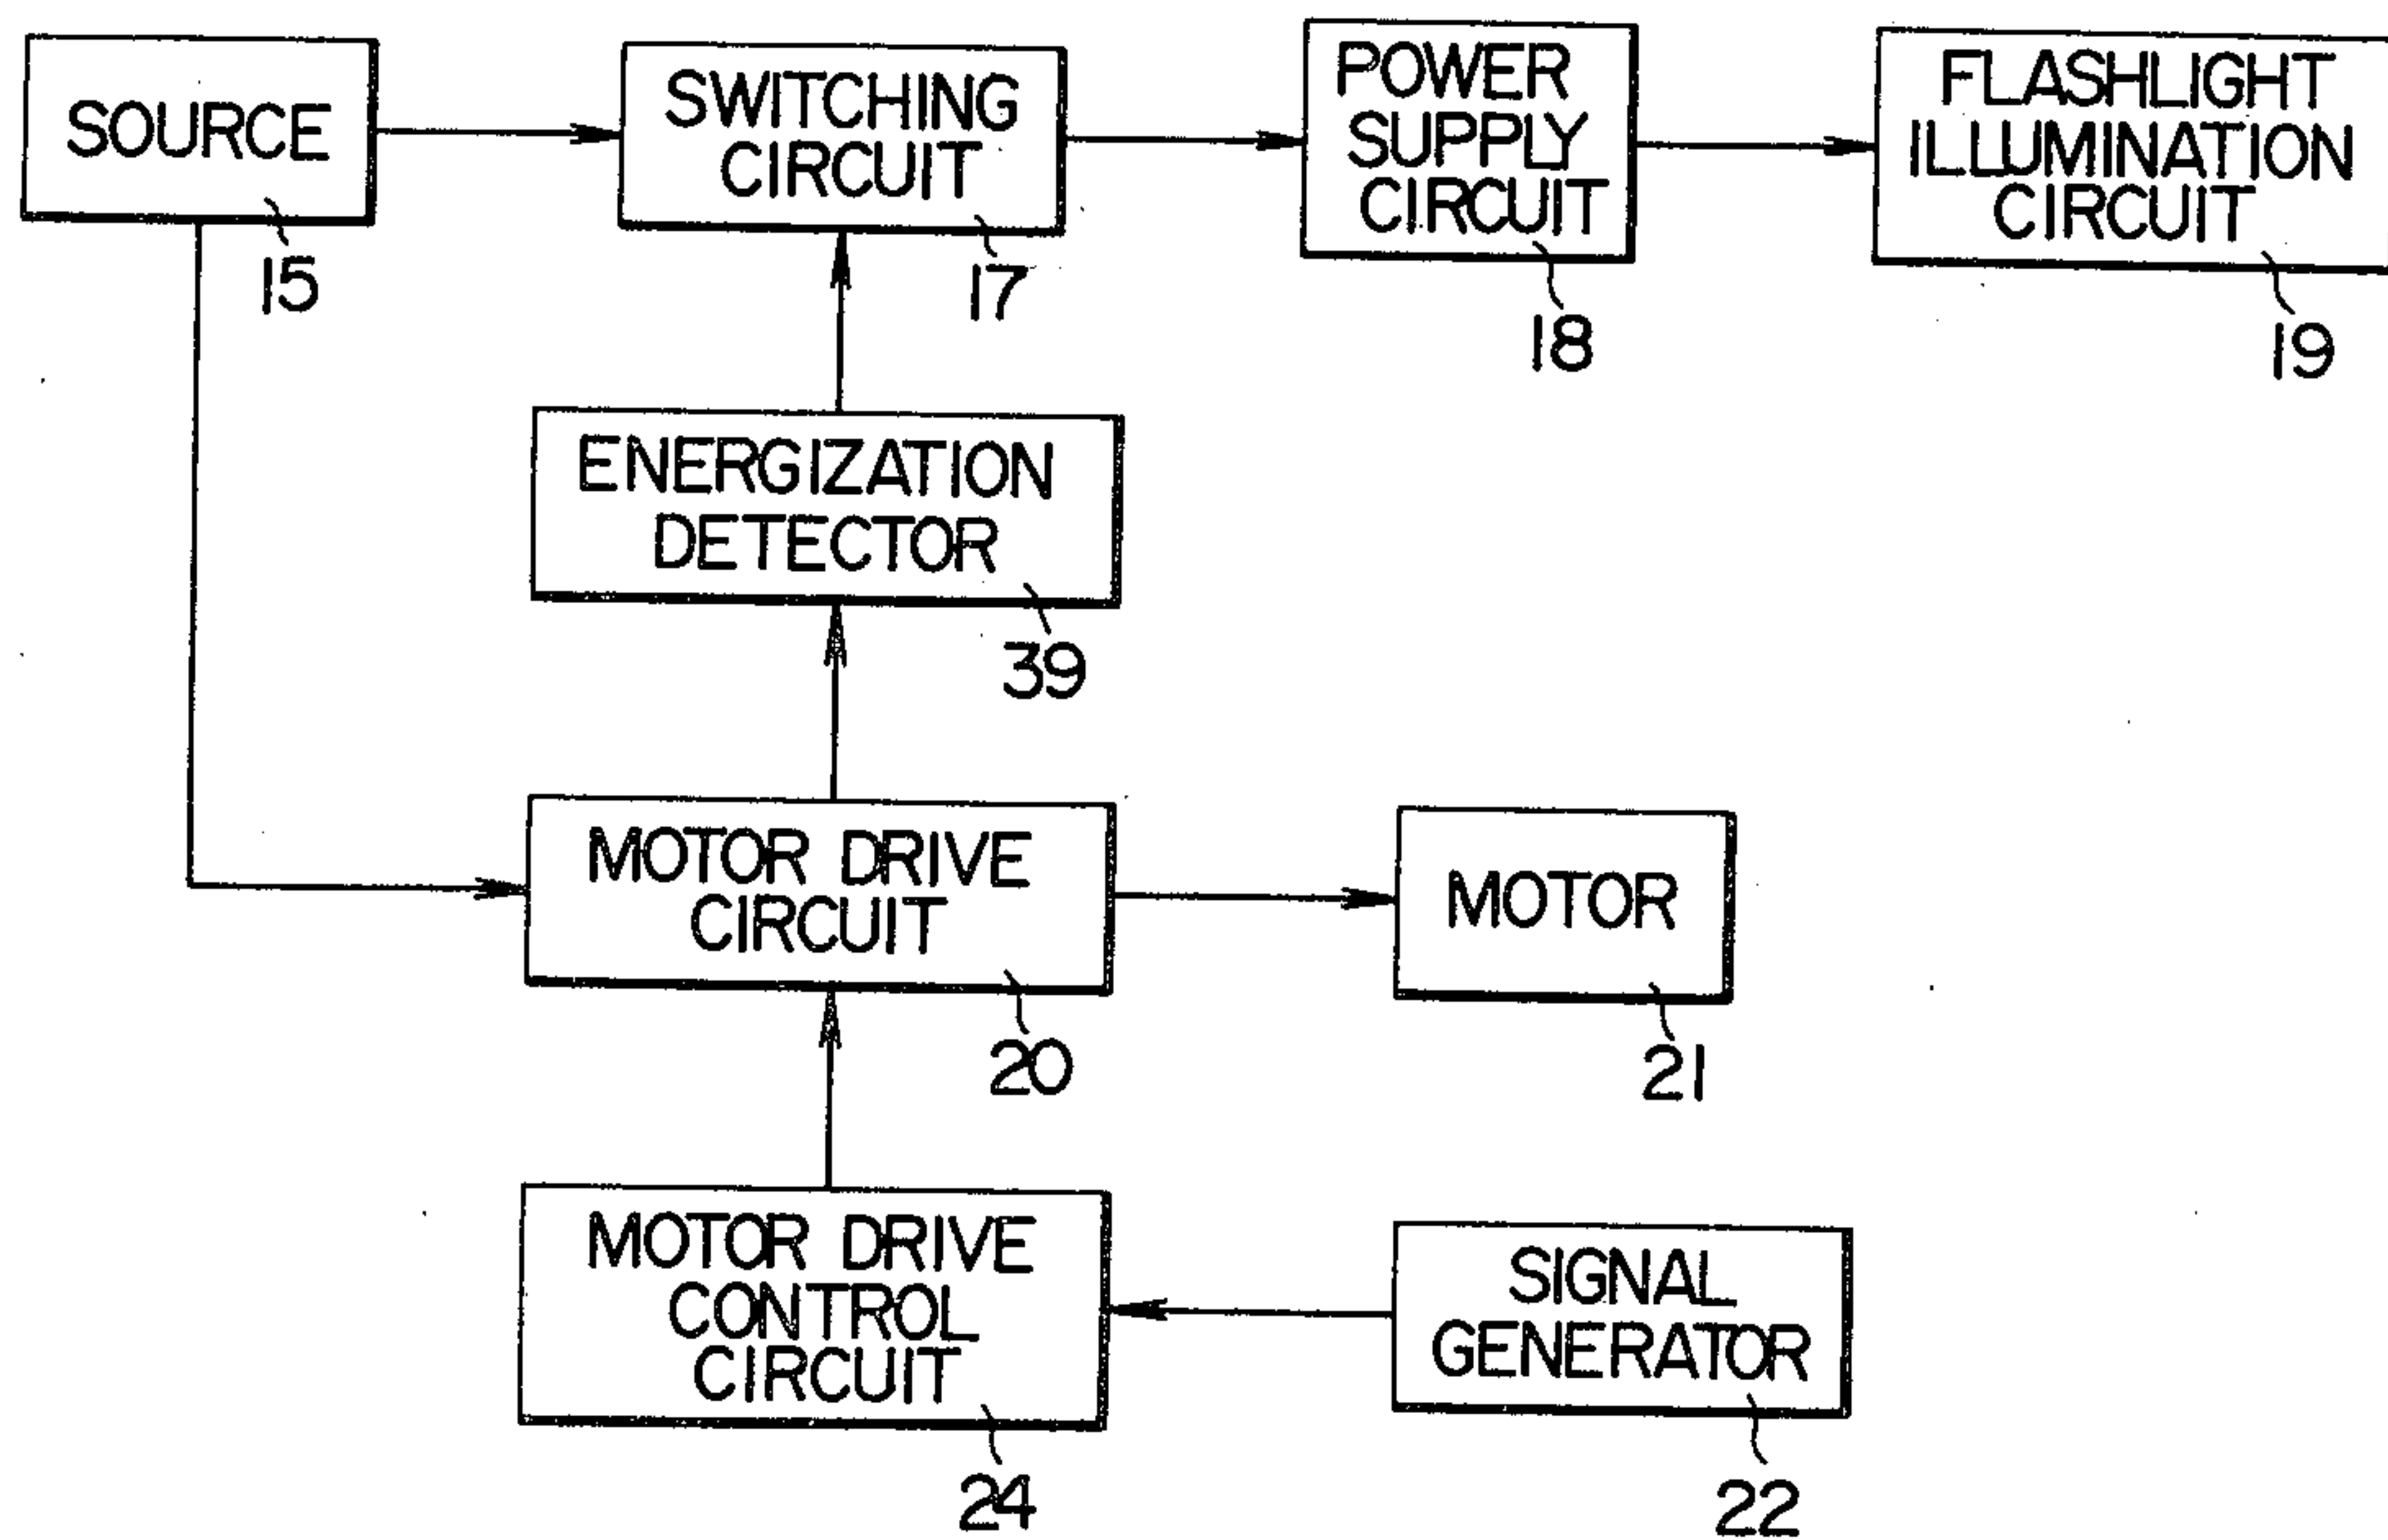 SOURCE
15
SWITCHING
CIRCUIT
17
POWER
SUPPLY
CIRCUIT
18
FLASHLIGHT
ILLUMINATION
CIRCUIT
19
ENERGIZATION
DETECTOR
39
MOTOR DRIVE
CIRCUIT
20
MOTOR
21
MOTOR DRIVE
CONTROL
CIRCUIT
24
SIGNAL
GENERATOR
22